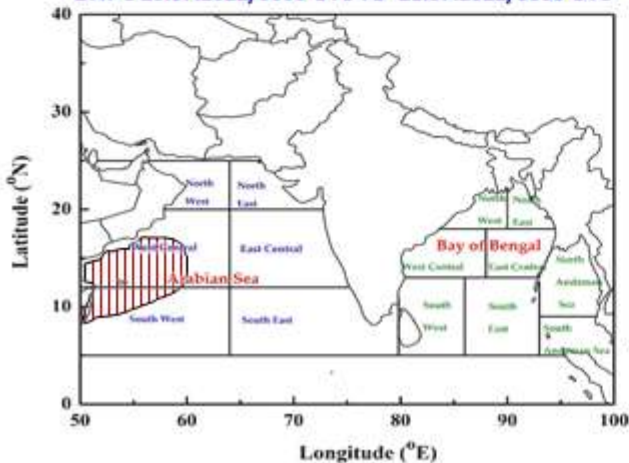 40
30
20
10
0
50
60
70
80
90
100
Latitude (°N)
Longitude (°E)
North
West
North
East
Central
East Central
Arabian Sea
South West
South East
North
West
North
East
Bay of Bengal
West Central
East Central
South
West
South
East
North
Andaman
Sea
South
Andaman Sea